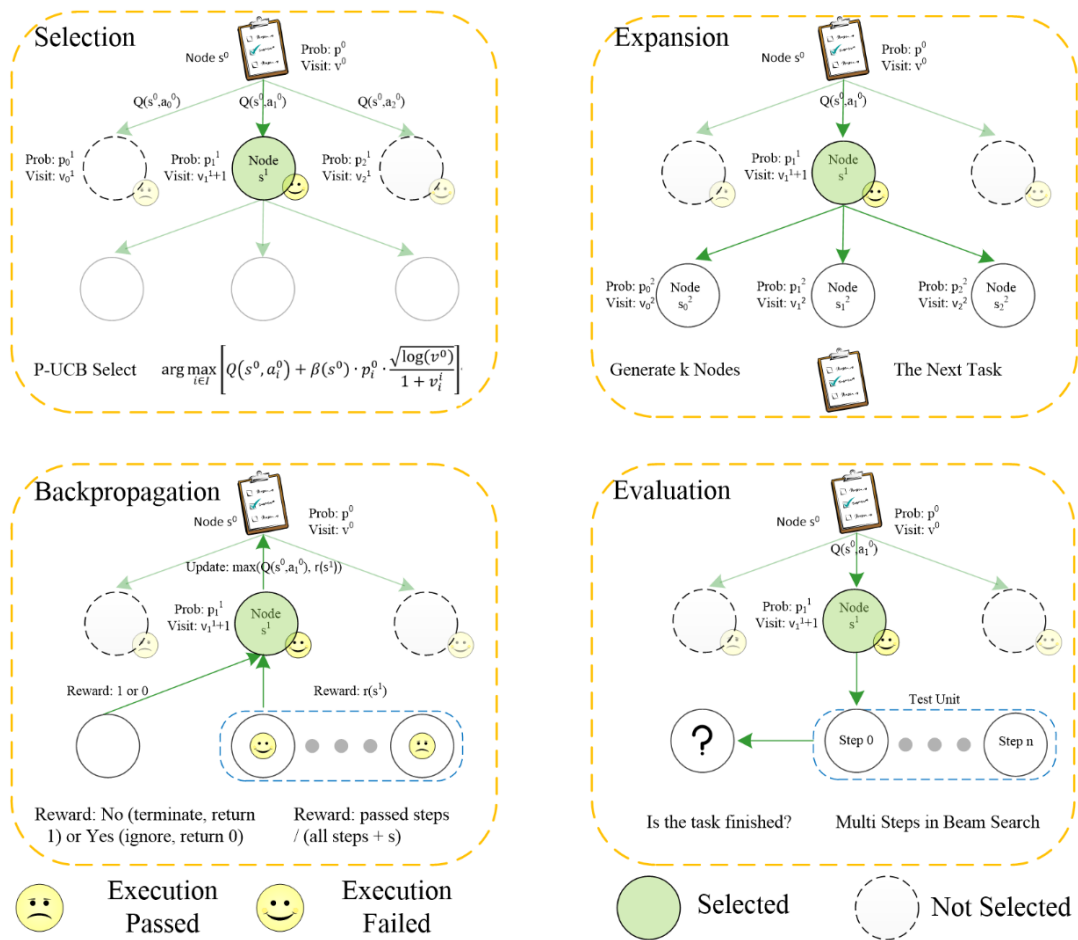 Selection
Node s⁰
Prob: p⁰
Visit: v⁰
Q(s⁰,a₀⁰)
Q(s⁰,a₁⁰)
Q(s⁰,a₂⁰)
Prob: p₀¹
Visit: v₀¹
Prob: p₁¹
Visit: v₁¹+1
Node
s¹
Prob: p₂¹
Visit: v₂¹
P-UCB Select arg max_{i∈I} [Q(s⁰, aᵢ⁰) + β(s⁰) · pᵢ⁰ · √log(v⁰) / (1 + vᵢⁱ)].
Expansion
Node s⁰
Prob: p⁰
Visit: v⁰
Q(s⁰,a₁⁰)
Prob: p₁¹
Visit: v₁¹+1
Node
s¹
Prob: p₀²
Visit: v₀²
Node
s₀²
Prob: p₁²
Visit: v₁²
Node
s₁²
Prob: p₂²
Visit: v₂²
Node
s₂²
Generate k Nodes
The Next Task
Backpropagation
Node s⁰
Prob: p⁰
Visit: v⁰
Update: max(Q(s⁰,a₁⁰), r(s¹))
Prob: p₁¹
Visit: v₁¹+1
Node
s¹
Reward: 1 or 0
Reward: r(s¹)
Reward: No (terminate, return
1) or Yes (ignore, return 0)
Reward: passed steps
/ (all steps + s)
Evaluation
Node s⁰
Prob: p⁰
Visit: v⁰
Q(s⁰,a₁⁰)
Prob: p₁¹
Visit: v₁¹+1
Node
s¹
Test Unit
?
Step 0
Step n
Is the task finished?
Multi Steps in Beam Search
Execution
Passed
Execution
Failed
Selected
Not Selected